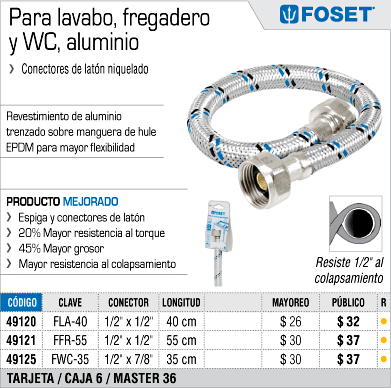 Para lavabo, fregadero
y WC, aluminio
FOSET®
❯ Conectores de latón niquelado
Revestimiento de aluminio
trenzado sobre manguera de hule
EPDM para mayor flexibilidad
PRODUCTO MEJORADO
❯ Espiga y conectores de latón
❯ 20% Mayor resistencia al torque
❯ 45% Mayor grosor
❯ Mayor resistencia al colapsamiento
FOSET
Resiste 1/2" al
colapsamiento
CÓDIGO CLAVE CONECTOR LONGITUD MAYOREO PÚBLICO R
49120 FLA-40 1/2" x 1/2" 40 cm $ 26 $ 32 •
49121 FFR-55 1/2" x 1/2" 55 cm $ 30 $ 37 •
49125 FWC-35 1/2" x 7/8" 35 cm $ 30 $ 37 •
TARJETA / CAJA 6 / MASTER 36